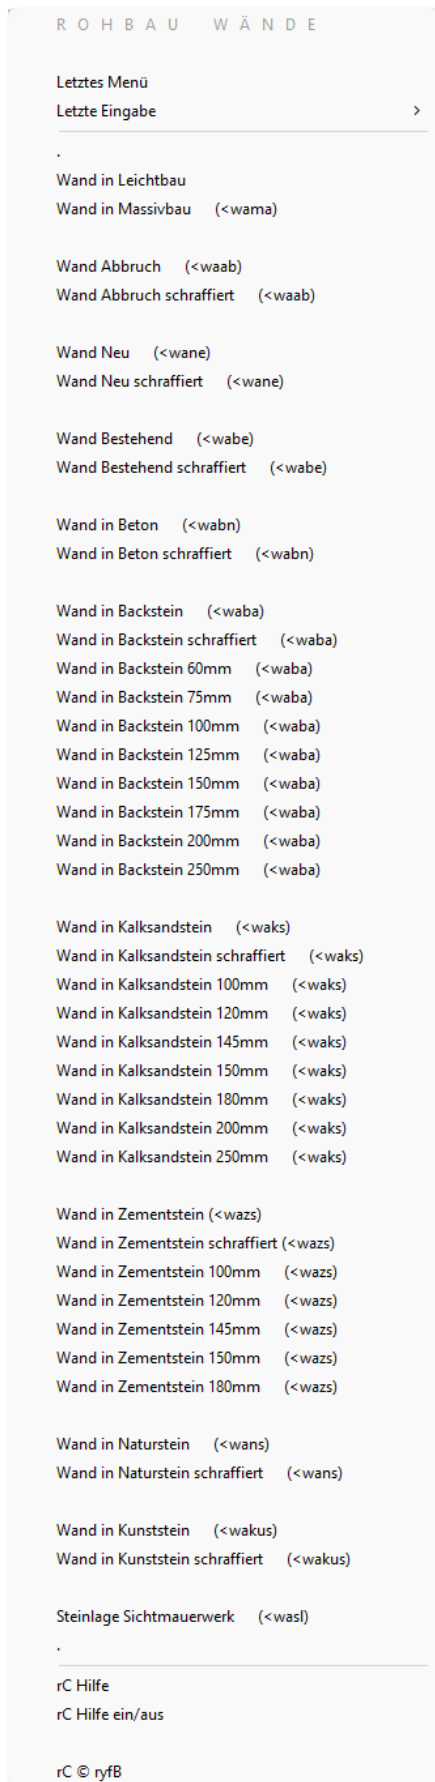 ROHBAU WÄNDE
Letztes Menü
Letzte Eingabe >
.
Wand in Leichtbau
Wand in Massivbau (<wama)
Wand Abbruch (<waab)
Wand Abbruch schraffiert (<waab)
Wand Neu (<wane)
Wand Neu schraffiert (<wane)
Wand Bestehend (<wabe)
Wand Bestehend schraffiert (<wabe)
Wand in Beton (<wabn)
Wand in Beton schraffiert (<wabn)
Wand in Backstein (<waba)
Wand in Backstein schraffiert (<waba)
Wand in Backstein 60mm (<waba)
Wand in Backstein 75mm (<waba)
Wand in Backstein 100mm (<waba)
Wand in Backstein 125mm (<waba)
Wand in Backstein 150mm (<waba)
Wand in Backstein 175mm (<waba)
Wand in Backstein 200mm (<waba)
Wand in Backstein 250mm (<waba)
Wand in Kalksandstein (<waks)
Wand in Kalksandstein schraffiert (<waks)
Wand in Kalksandstein 100mm (<waks)
Wand in Kalksandstein 120mm (<waks)
Wand in Kalksandstein 145mm (<waks)
Wand in Kalksandstein 150mm (<waks)
Wand in Kalksandstein 180mm (<waks)
Wand in Kalksandstein 200mm (<waks)
Wand in Kalksandstein 250mm (<waks)
Wand in Zementstein (<wazs)
Wand in Zementstein schraffiert (<wazs)
Wand in Zementstein 100mm (<wazs)
Wand in Zementstein 120mm (<wazs)
Wand in Zementstein 145mm (<wazs)
Wand in Zementstein 150mm (<wazs)
Wand in Zementstein 180mm (<wazs)
Wand in Naturstein (<wans)
Wand in Naturstein schraffiert (<wans)
Wand in Kunststein (<wakus)
Wand in Kunststein schraffiert (<wakus)
Steinlage Sichtmauerwerk (<wasl)
.
rC Hilfe
rC Hilfe ein/aus
rC © ryfB